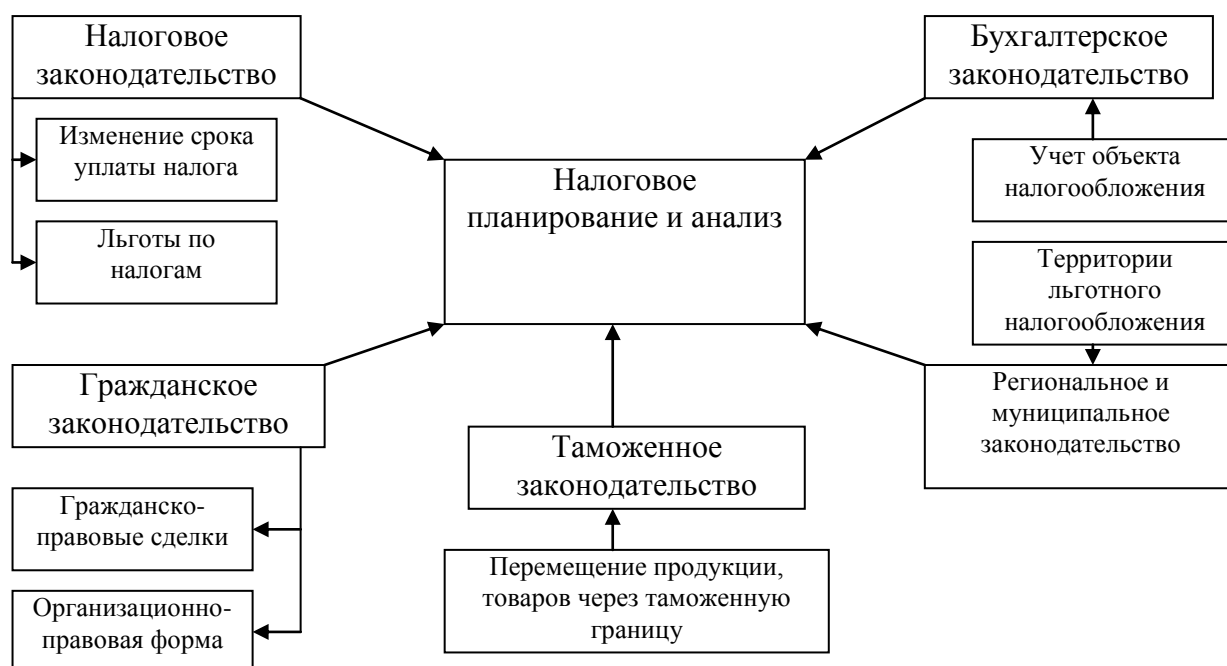 Налоговое
законодательство
Изменение срока
уплаты налога
Льготы по
налогам
Бухгалтерское
законодательство
Учет объекта
налогообложения
Налоговое
планирование и анализ
Территории
льготного
налогообложения
Региональное и
муниципальное
законодательство
Гражданское
законодательство
Гражданско-
правовые сделки
Организационно-
правовая форма
Таможенное
законодательство
Перемещение продукции,
товаров через таможенную
границу